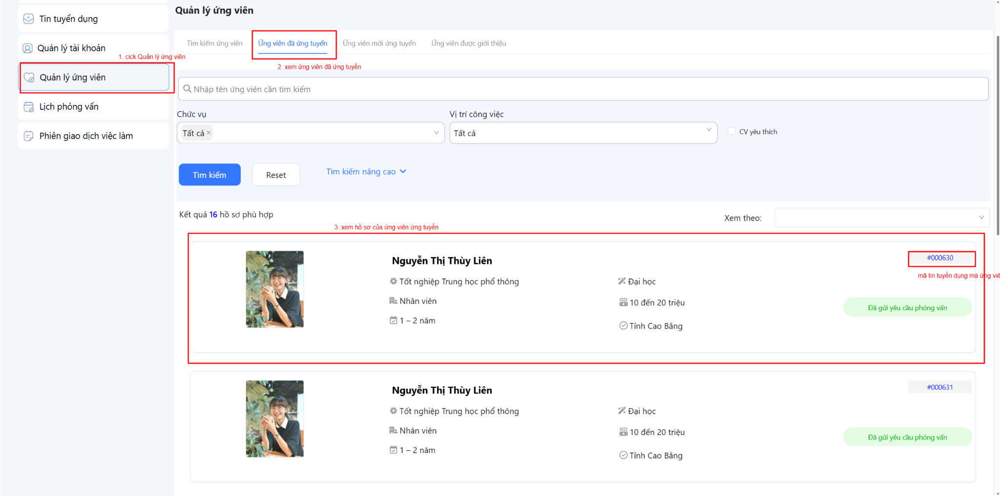 Quản lý ứng viên
Tin tuyển dụng
Quản lý tài khoản
1. cick Quản lý ứng viên
Quản lý ứng viên
Lịch phỏng vấn
Phiên giao dịch việc làm
Tìm kiếm ứng viên
Ứng viên đã ứng tuyển
Ứng viên mời ứng tuyển
Ứng viên được giới thiệu
2. xem ứng viên đã ứng tuyển
Nhập tên ứng viên cần tìm kiếm
Chức vụ
Vị trí công việc
Tất cả ×
Tất cả
CV yêu thích
Tìm kiếm
Reset
Tìm kiếm nâng cao
Kết quả 16 hồ sơ phù hợp
Xem theo:
3. xem hồ sơ của ứng viên ứng tuyển
Nguyễn Thị Thùy Liên
#000630
mã tin tuyển dụng mà ứng viê
Tốt nghiệp Trung học phổ thông
Đại học
Nhân viên
10 đến 20 triệu
Đã gửi yêu cầu phỏng vấn
1 – 2 năm
Tỉnh Cao Bằng
Nguyễn Thị Thùy Liên
#000631
Tốt nghiệp Trung học phổ thông
Đại học
Nhân viên
10 đến 20 triệu
Đã gửi yêu cầu phỏng vấn
1 – 2 năm
Tỉnh Cao Bằng